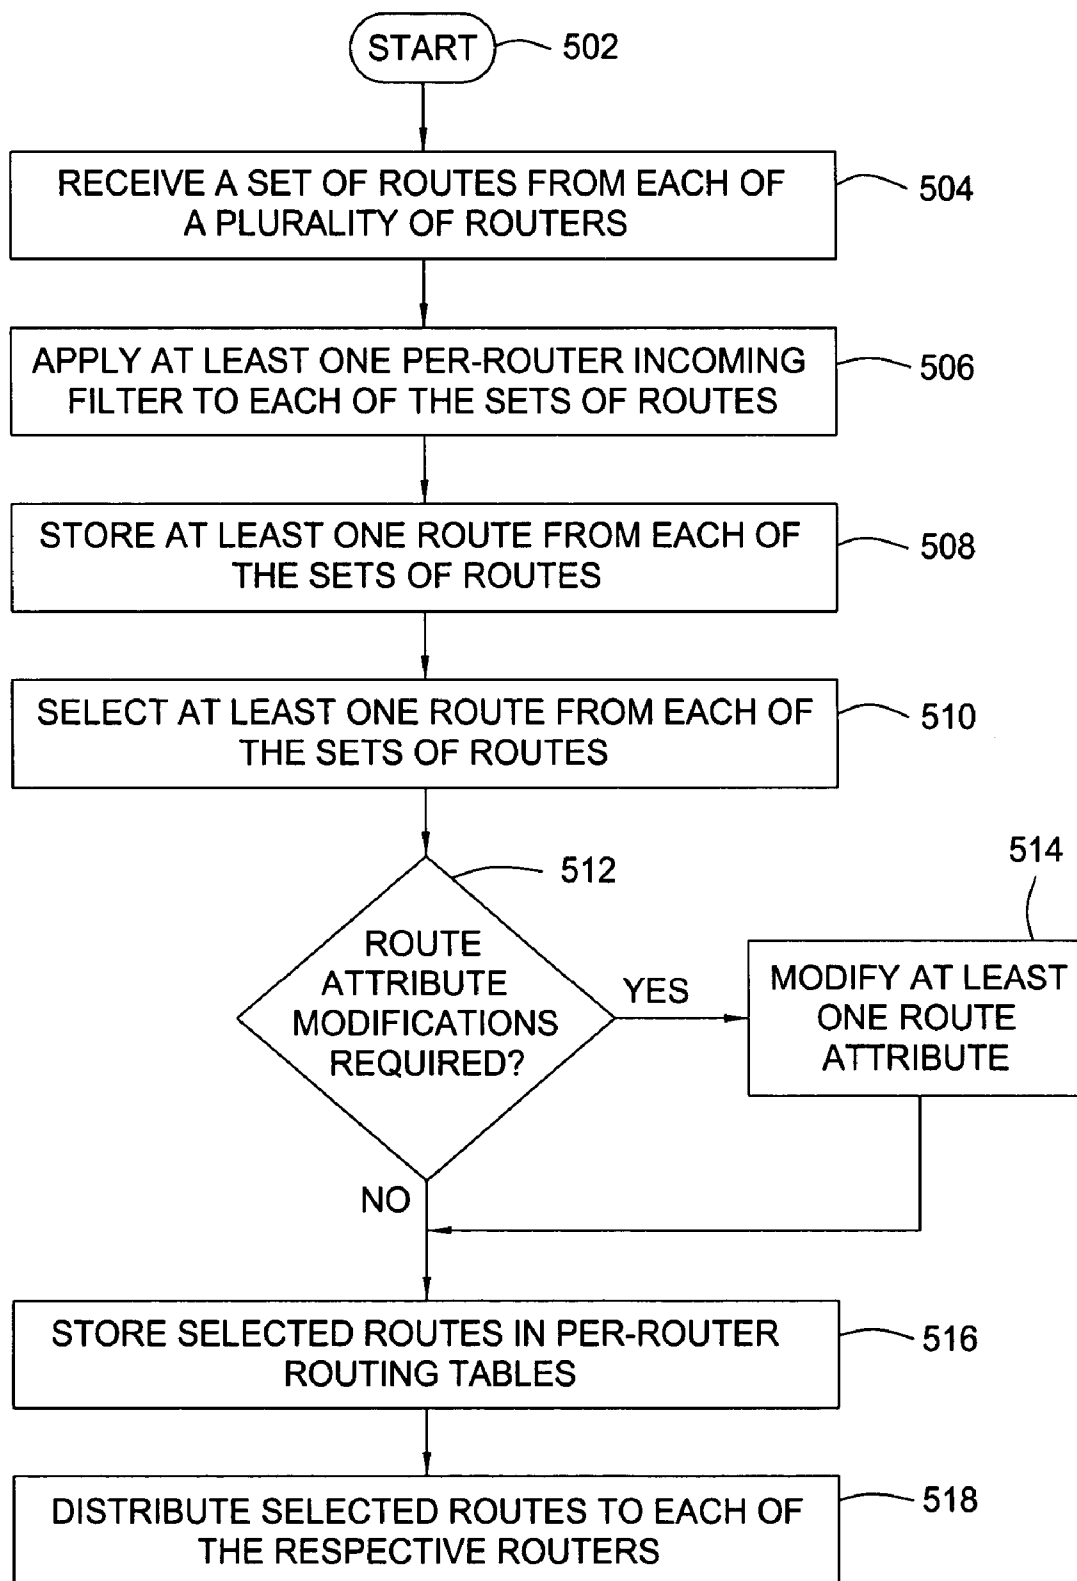 START
502
RECEIVE A SET OF ROUTES FROM EACH OF
A PLURALITY OF ROUTERS
504
APPLY AT LEAST ONE PER-ROUTER INCOMING
FILTER TO EACH OF THE SETS OF ROUTES
506
STORE AT LEAST ONE ROUTE FROM EACH OF
THE SETS OF ROUTES
508
SELECT AT LEAST ONE ROUTE FROM EACH OF
THE SETS OF ROUTES
510
512
ROUTE
ATTRIBUTE
MODIFICATIONS
REQUIRED?
YES
514
MODIFY AT LEAST
ONE ROUTE
ATTRIBUTE
NO
STORE SELECTED ROUTES IN PER-ROUTER
ROUTING TABLES
516
DISTRIBUTE SELECTED ROUTES TO EACH OF
THE RESPECTIVE ROUTERS
518